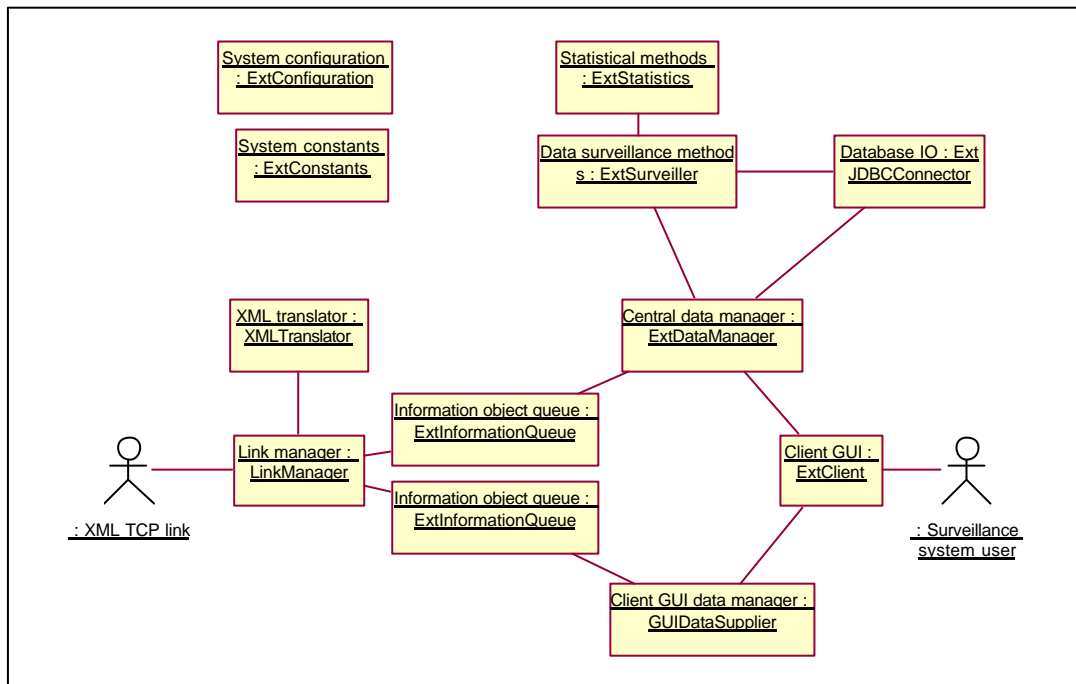 System configuration
: ExtConfiguration
Statistical methods
: ExtStatistics
System constants
: ExtConstants
Data surveillance method
s : ExtSurveiller
Database IO : Ext
JDBCConnector
XML translator :
XMLTranslator
Central data manager :
ExtDataManager
Information object queue :
ExtInformationQueue
Link manager :
LinkManager
Client GUI :
ExtClient
Information object queue :
ExtInformationQueue
: XML TCP link
: Surveillance
system user
Client GUI data manager :
GUIDataSupplier